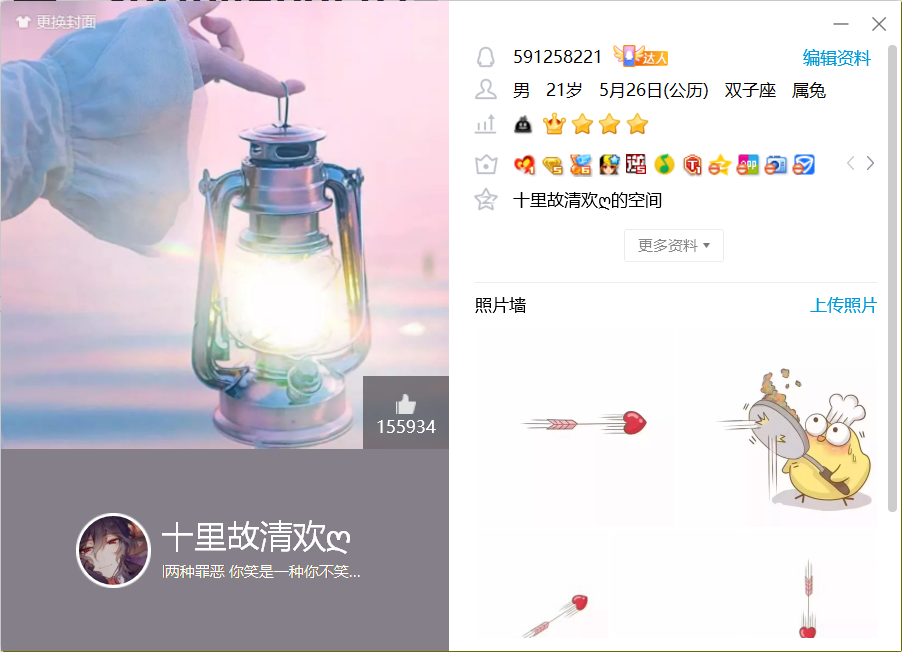 更换封面
591258221 达人 编辑资料
男 21岁 5月26日(公历) 双子座 属兔
十里故清欢ღ的空间
更多资料
照片墙 上传照片
155934
十里故清欢ღ
两种罪恶 你笑是一种你不笑...